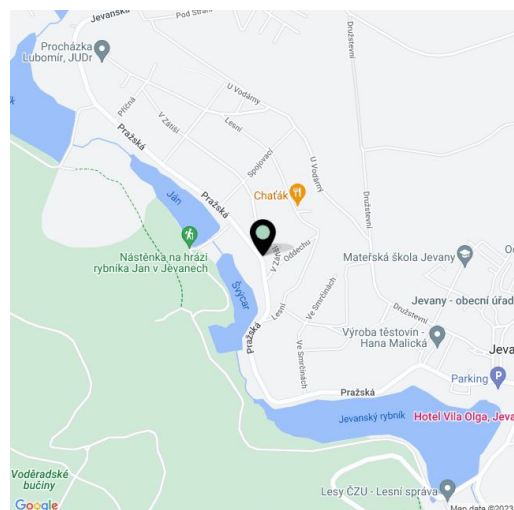 Jevanská
Pod Strání
Procházka
Lubomír, JUDr
Družstevní
U Vodárny
Příčná
V Zátiší
Lesní
Pražská
Spojovací
U Vodárny
Ján
Pražská
Chaťák
Družstevní
Nástěnka na hrázi
rybníka Jan v Jevanech
V Zátiší
Oddechu
Mateřská škola Jevany
Švýcar
Lesní
Ve Smrčinách
Jevany - obecní úřad
Družstevní
Pražská
Výroba těstovin -
Hana Malická
Ve Smrčinách
Jeva
Parking
Pražská
Jevanský rybník
Hotel Vila Olga, Jeva
Voděradské
bučiny
Lesy ČZU - Lesní správa
Google
Map data ©2023